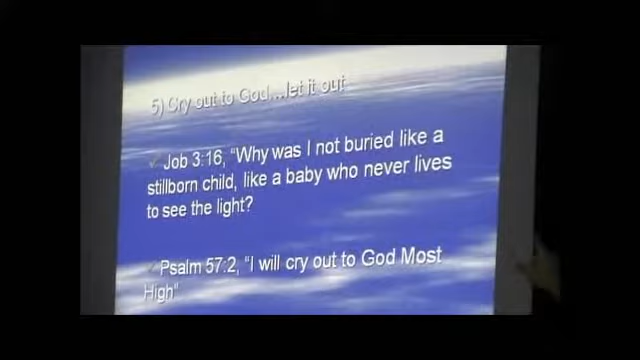 5) Cry out to God...let it out
✓ Job 3:16, “Why was I not buried like a
stillborn child, like a baby who never lives
to see the light?
✓ Psalm 57:2, “I will cry out to God Most
High”